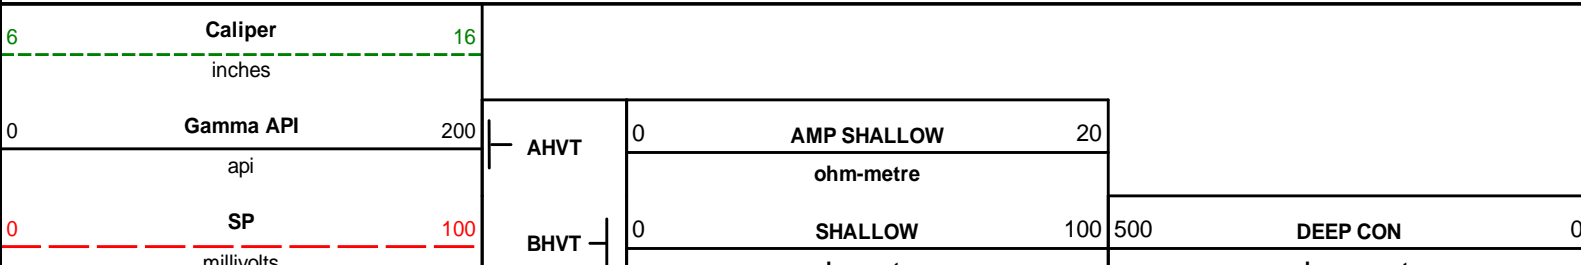 Caliper
6 16
inches
Gamma API
0 200
api
AHVT
0 AMP SHALLOW 20
ohm-metre
SP
0 100
millivolts
BHVT
0 SHALLOW 100
500 DEEP CON 0